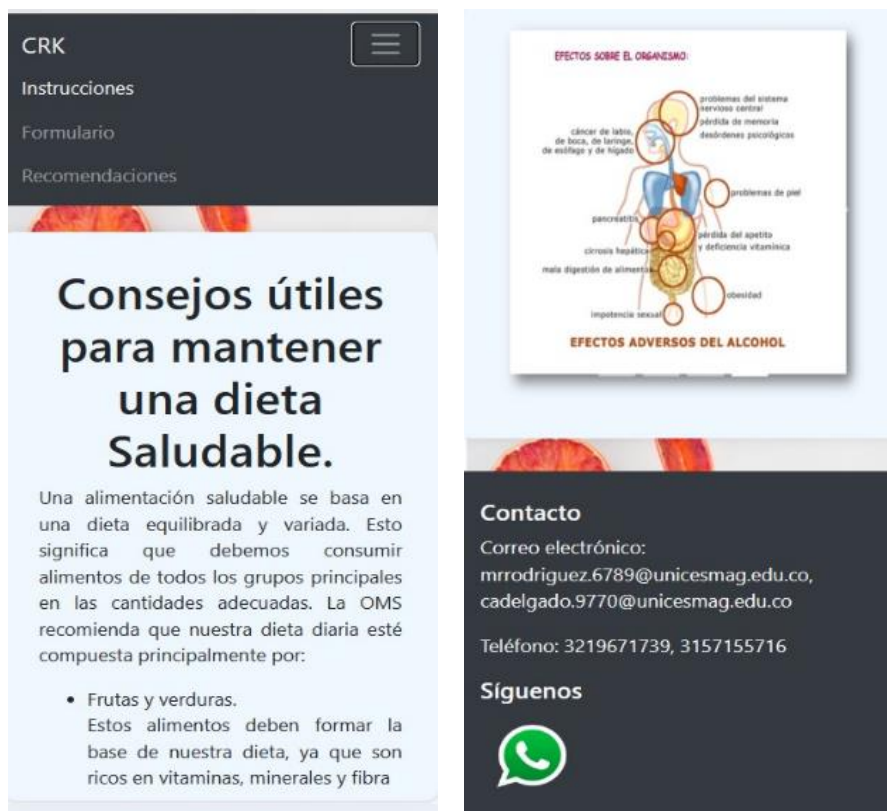 CRK
Instrucciones
Formulario
Recomendaciones
Consejos útiles
para mantener
una dieta
Saludable.
Una alimentación saludable se basa en
una dieta equilibrada y variada. Esto
significa que debemos consumir
alimentos de todos los grupos principales
en las cantidades adecuadas. La OMS
recomienda que nuestra dieta diaria esté
compuesta principalmente por:
• Frutas y verduras.
Estos alimentos deben formar la
base de nuestra dieta, ya que son
ricos en vitaminas, minerales y fibra
EFECTOS SOBRE EL ORGANISMO:
problemas del sistema
nervioso central
pérdida de memoria
desórdenes psicológicos
cáncer de labio,
de boca, de laringe,
de esófago y de hígado
problemas de piel
pancreatitis
pérdida del apetito
y deficiencia vitamínica
cirrosis hepática
mala digestión de alimentos
obesidad
impotencia sexual
EFECTOS ADVERSOS DEL ALCOHOL
Contacto
Correo electrónico:
mrrodriguez.6789@unicesmag.edu.co,
cadelgado.9770@unicesmag.edu.co
Teléfono: 3219671739, 3157155716
Síguenos